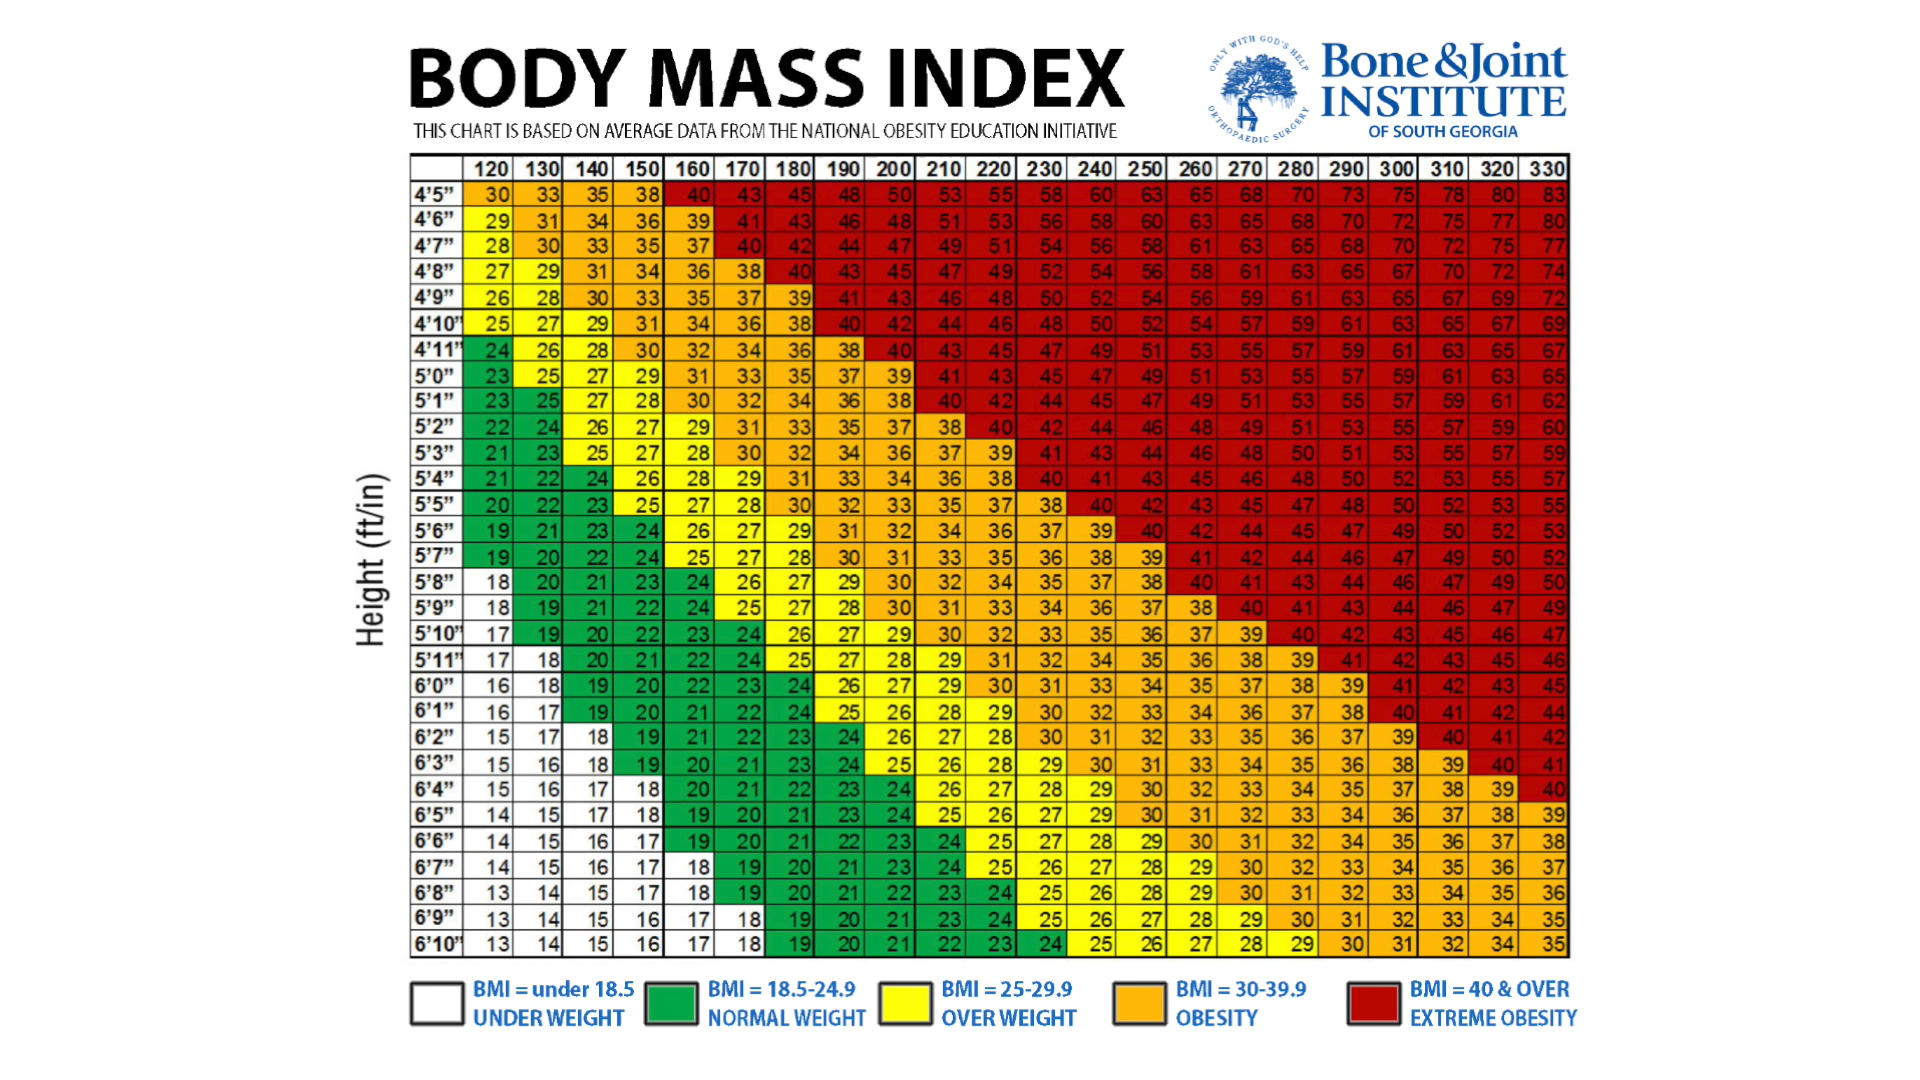 BODY MASS INDEX
THIS CHART IS BASED ON AVERAGE DATA FROM THE NATIONAL OBESITY EDUCATION INITIATIVE
ONLY WITH GOD'S HELP
ORTHOPAEDIC SURGERY
Bone & Joint
INSTITUTE
OF SOUTH GEORGIA
120 130 140 150 160 170 180 190 200 210 220 230 240 250 260 270 280 290 300 310 320 330
4'5" 30 33 35 38 40 43 45 48 50 53 55 58 60 63 65 68 70 73 75 78 80 83
4'6" 29 31 34 36 39 41 43 46 48 51 53 56 58 60 63 65 68 70 72 75 77 80
4'7" 28 30 33 35 37 40 42 44 47 49 51 54 56 58 61 63 65 68 70 72 75 77
4'8" 27 29 31 34 36 38 40 43 45 47 49 52 54 56 58 61 63 65 67 70 72 74
4'9" 26 28 30 33 35 37 39 41 43 46 48 50 52 54 56 59 61 63 65 67 69 72
4'10" 25 27 29 31 34 36 38 40 42 44 46 48 50 52 54 57 59 61 63 65 67 69
4'11" 24 26 28 30 32 34 36 38 40 43 45 47 49 51 53 55 57 59 61 63 65 67
5'0" 23 25 27 29 31 33 35 37 39 41 43 45 47 49 51 53 55 57 59 61 63 65
5'1" 23 25 27 28 30 32 34 36 38 40 42 44 45 47 49 51 53 55 57 59 61 62
5'2" 22 24 26 27 29 31 33 35 37 38 40 42 44 46 48 49 51 53 55 57 59 60
5'3" 21 23 25 27 28 30 32 34 36 37 39 41 43 44 46 48 50 51 53 55 57 59
5'4" 21 22 24 26 28 29 31 33 34 36 38 40 41 43 45 46 48 50 52 53 55 57
5'5" 20 22 23 25 27 28 30 32 33 35 37 38 40 42 43 45 47 48 50 52 53 55
5'6" 19 21 23 24 26 27 29 31 32 34 36 37 39 40 42 44 45 47 49 50 52 53
5'7" 19 20 22 24 25 27 28 30 31 33 35 36 38 39 41 42 44 46 47 49 50 52
5'8" 18 20 21 23 24 26 27 29 30 32 34 35 37 38 40 41 43 44 46 47 49 50
5'9" 18 19 21 22 24 25 27 28 30 31 33 34 36 37 38 40 41 43 44 46 47 49
5'10" 17 19 20 22 23 24 26 27 29 30 32 33 35 36 37 39 40 42 43 45 46 47
5'11" 17 18 20 21 22 24 25 27 28 29 31 32 34 35 36 38 39 41 42 43 45 46
6'0" 16 18 19 20 22 23 24 26 27 29 30 31 33 34 35 37 38 39 41 42 43 45
6'1" 16 17 19 20 21 22 24 25 26 28 29 30 32 33 34 36 37 38 40 41 42 44
6'2" 15 17 18 19 21 22 23 24 26 27 28 30 31 32 33 35 36 37 39 40 41 42
6'3" 15 16 18 19 20 21 23 24 25 26 28 29 30 31 33 34 35 36 38 39 40 41
6'4" 15 16 17 18 20 21 22 23 24 26 27 28 29 30 32 33 34 35 37 38 39 40
6'5" 14 15 17 18 19 20 21 23 24 25 26 27 29 30 31 32 33 34 36 37 38 39
6'6" 14 15 16 17 19 20 21 22 23 24 25 27 28 29 30 31 32 34 35 36 37 38
6'7" 14 15 16 17 18 19 20 21 23 24 25 26 27 28 29 30 32 33 34 35 36 37
6'8" 13 14 15 17 18 19 20 21 22 23 24 25 26 28 29 30 31 32 33 34 35 36
6'9" 13 14 15 16 17 18 19 20 21 23 24 25 26 27 28 29 30 31 32 33 34 35
6'10" 13 14 15 16 17 18 19 20 21 22 23 24 25 26 27 28 29 30 31 32 34 35
Height (ft/in)
BMI = under 18.5
UNDER WEIGHT
BMI = 18.5-24.9
NORMAL WEIGHT
BMI = 25-29.9
OVER WEIGHT
BMI = 30-39.9
OBESITY
BMI = 40 & OVER
EXTREME OBESITY